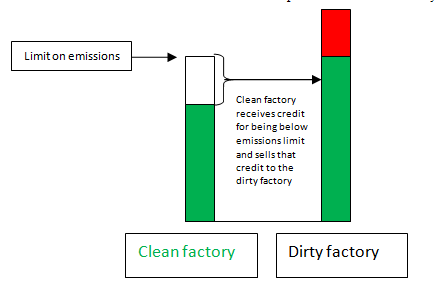 Limit on emissions
Clean factory
receives credit
for being below
emissions limit
and sells that
credit to the
dirty factory
Clean factory
Dirty factory